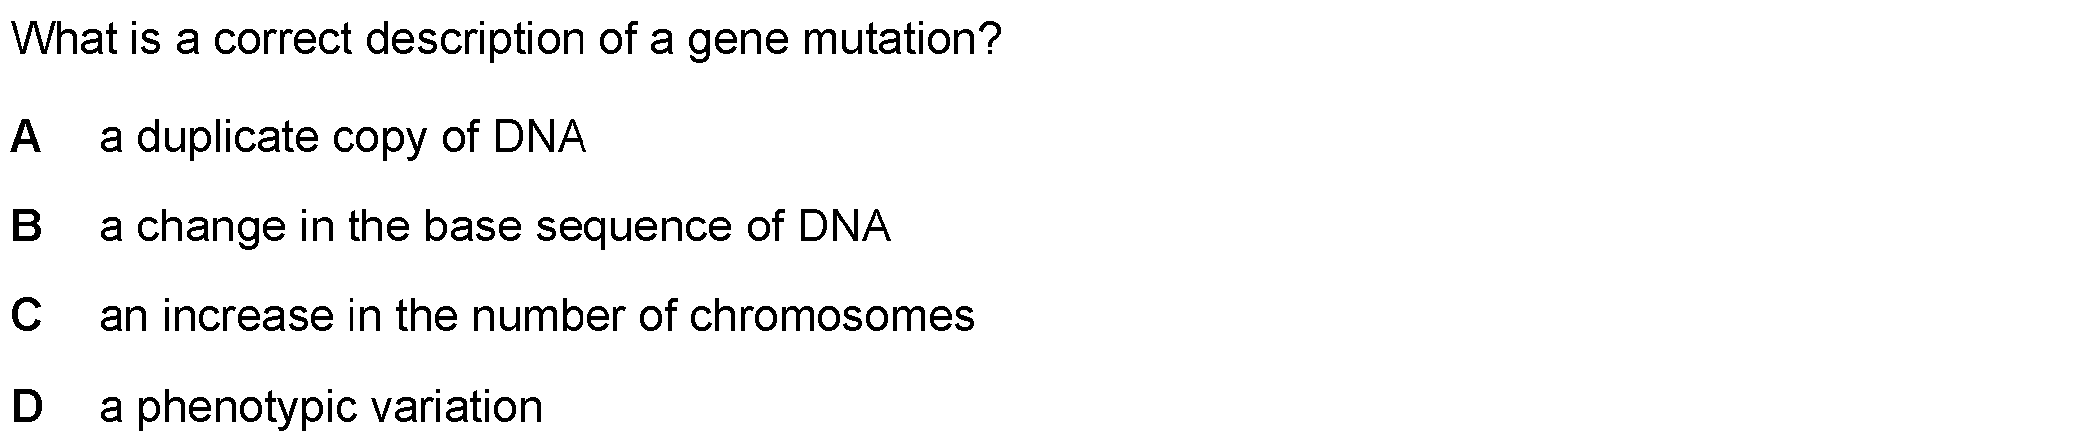 What is a correct description of a gene mutation?
A a duplicate copy of DNA
B a change in the base sequence of DNA
C an increase in the number of chromosomes
D a phenotypic variation